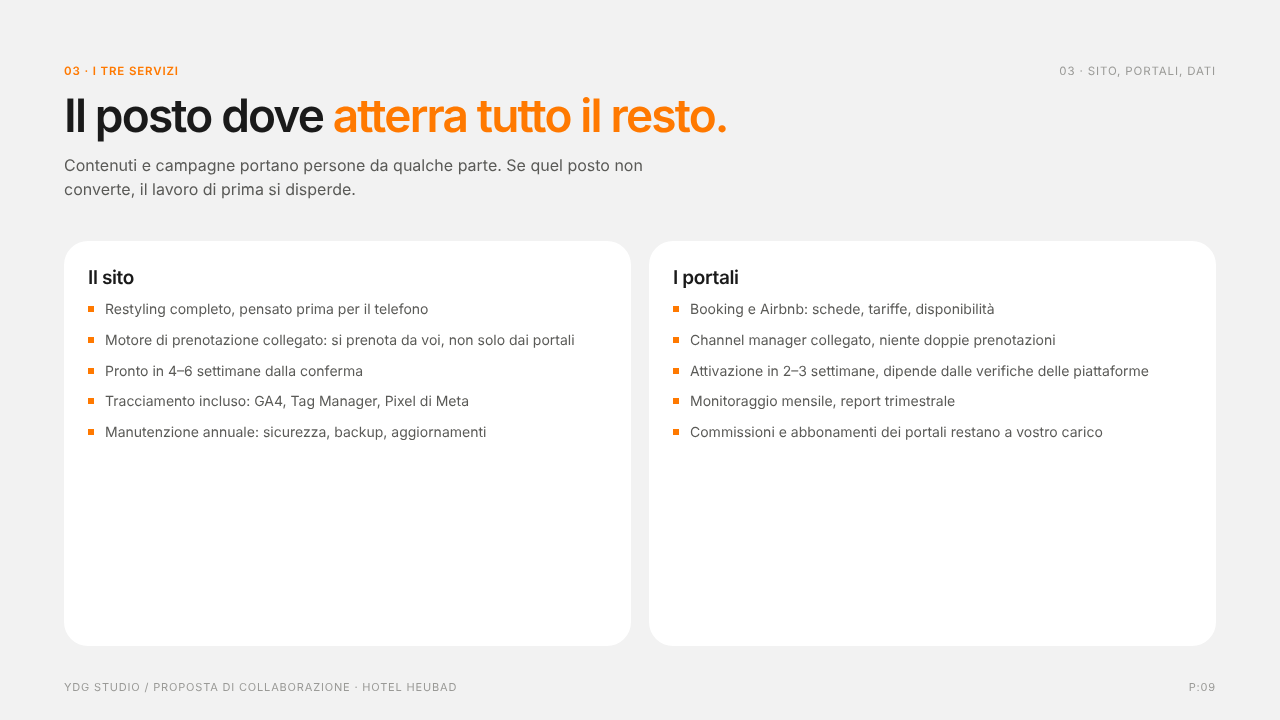 03 · I TRE SERVIZI
03 · SITO, PORTALI, DATI
Il posto dove atterra tutto il resto.
Contenuti e campagne portano persone da qualche parte. Se quel posto non
converte, il lavoro di prima si disperde.
Il sito
Restyling completo, pensato prima per il telefono
Motore di prenotazione collegato: si prenota da voi, non solo dai portali
Pronto in 4–6 settimane dalla conferma
Tracciamento incluso: GA4, Tag Manager, Pixel di Meta
Manutenzione annuale: sicurezza, backup, aggiornamenti
I portali
Booking e Airbnb: schede, tariffe, disponibilità
Channel manager collegato, niente doppie prenotazioni
Attivazione in 2–3 settimane, dipende dalle verifiche delle piattaforme
Monitoraggio mensile, report trimestrale
Commissioni e abbonamenti dei portali restano a vostro carico
YDG STUDIO / PROPOSTA DI COLLABORAZIONE · HOTEL HEUBAD
P:09